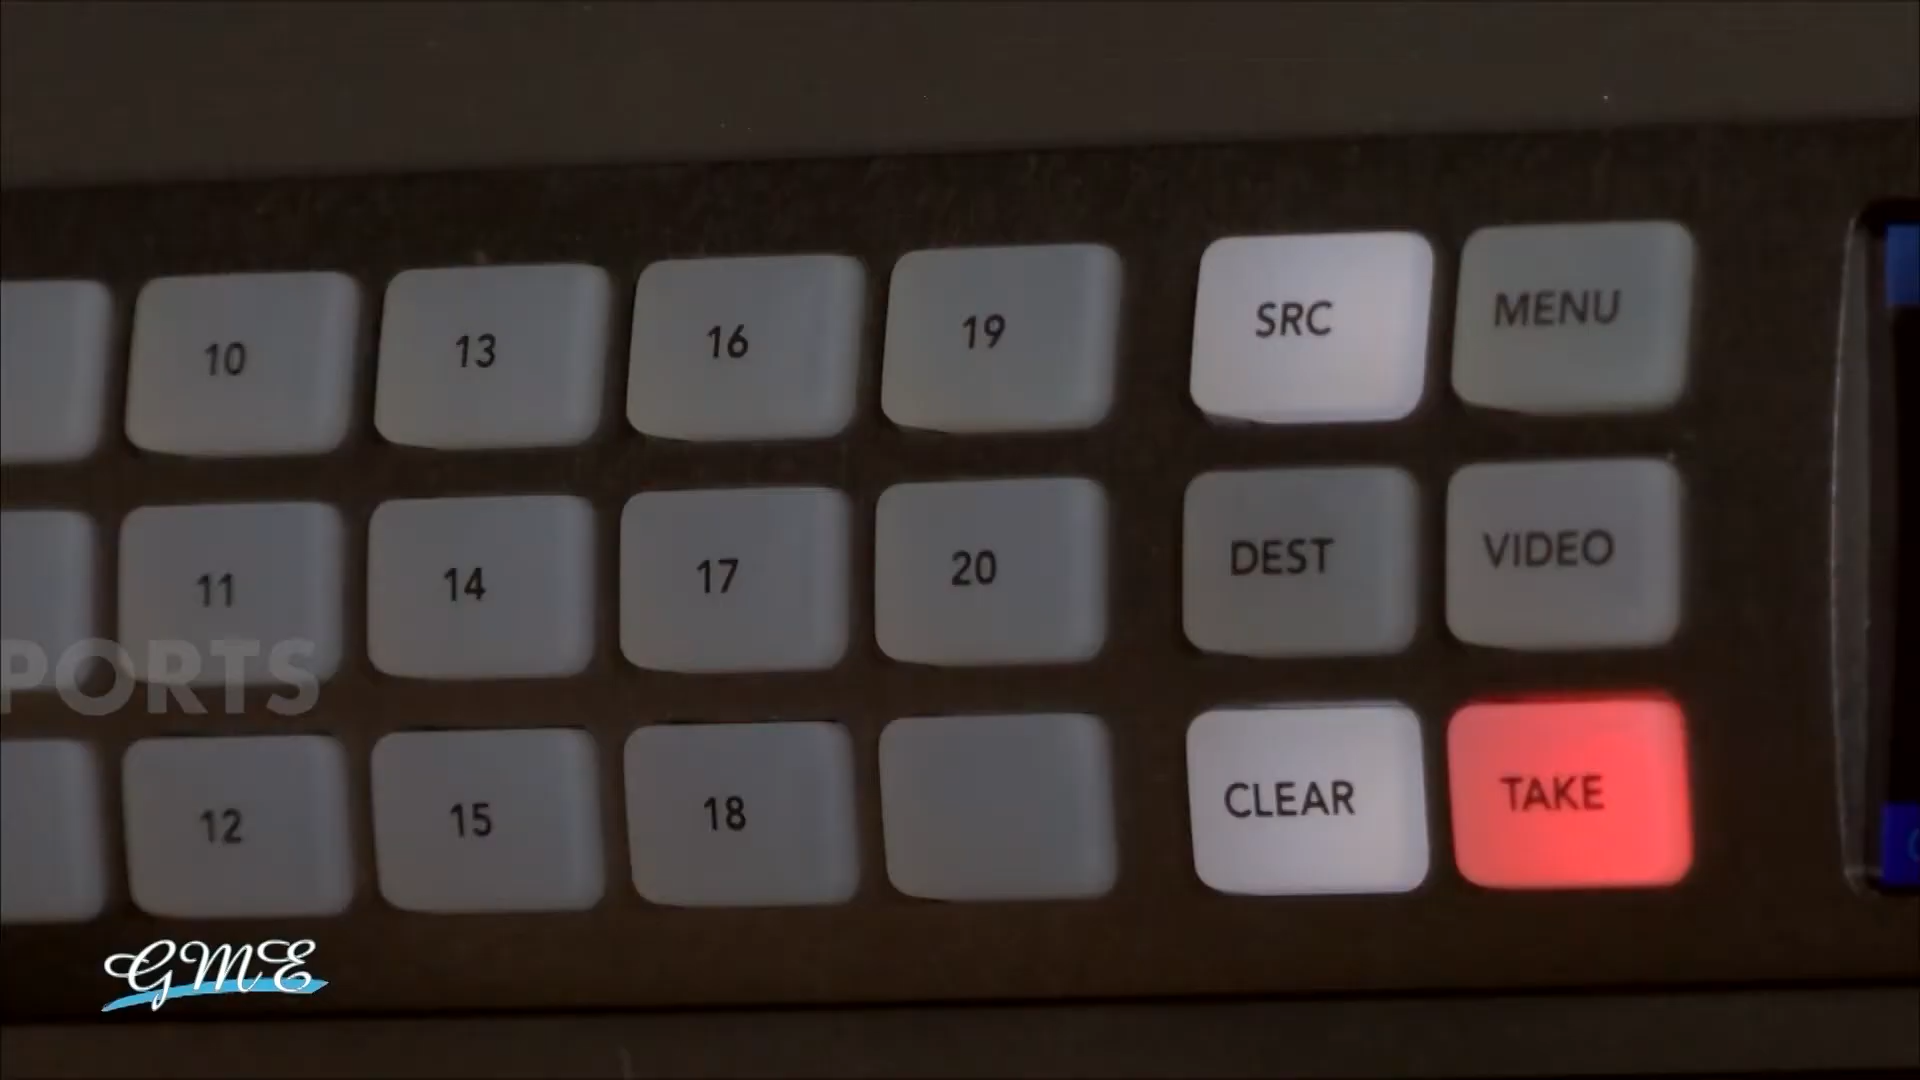 10 13 16 19 SRC MENU
11 14 17 20 DEST VIDEO
PORTS
12 15 18 CLEAR TAKE
GME